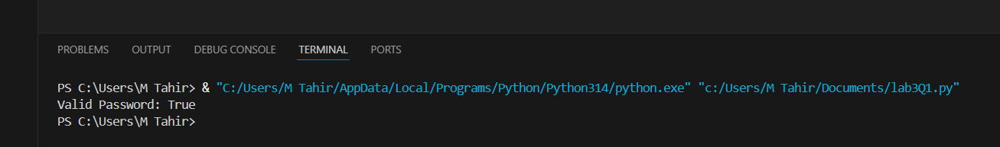 PROBLEMS OUTPUT DEBUG CONSOLE TERMINAL PORTS
PS C:\Users\M Tahir> & "C:/Users/M Tahir/AppData/Local/Programs/Python/Python314/python.exe" "c:/Users/M Tahir/Documents/lab3Q1.py"
Valid Password: True
PS C:\Users\M Tahir>